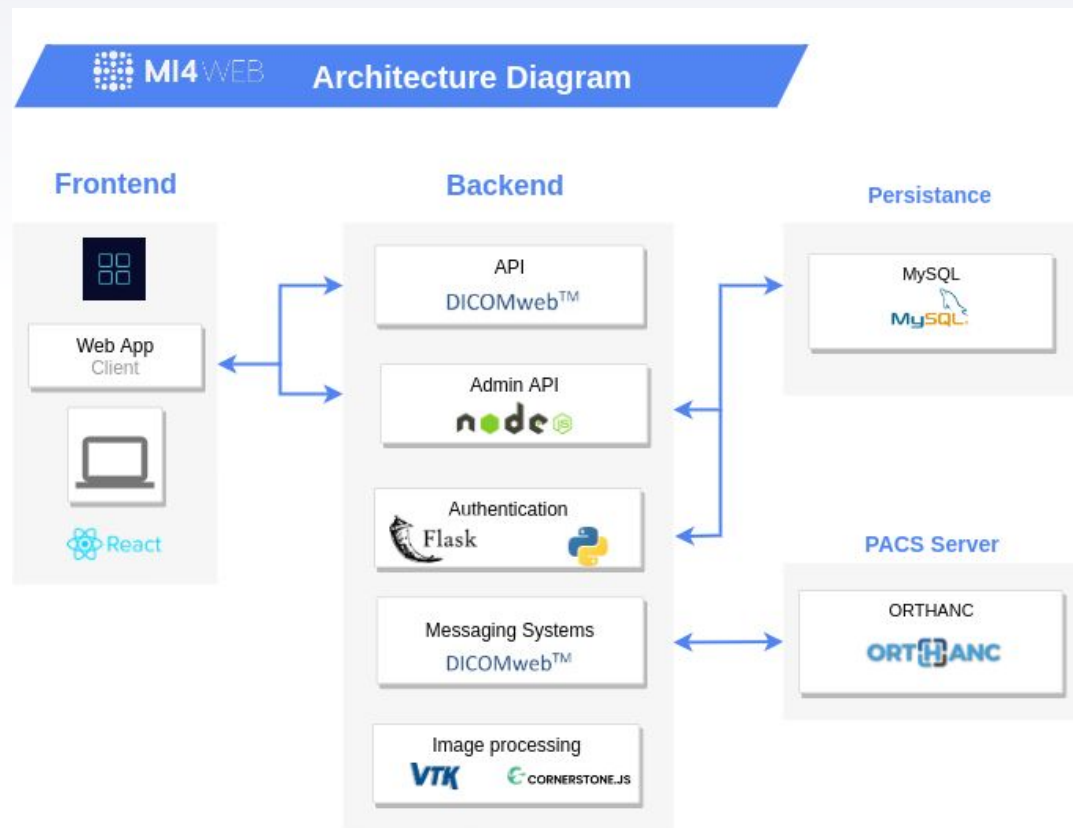 MI4WEB Architecture Diagram
Frontend
Web App
Client
React
Backend
API
DICOMweb™
Admin API
node JS
Authentication
Flask
Messaging Systems
DICOMweb™
Image processing
VTK CORNERSTONE.JS
Persistance
MySQL
MySQL
PACS Server
ORTHANC
ORTHANC